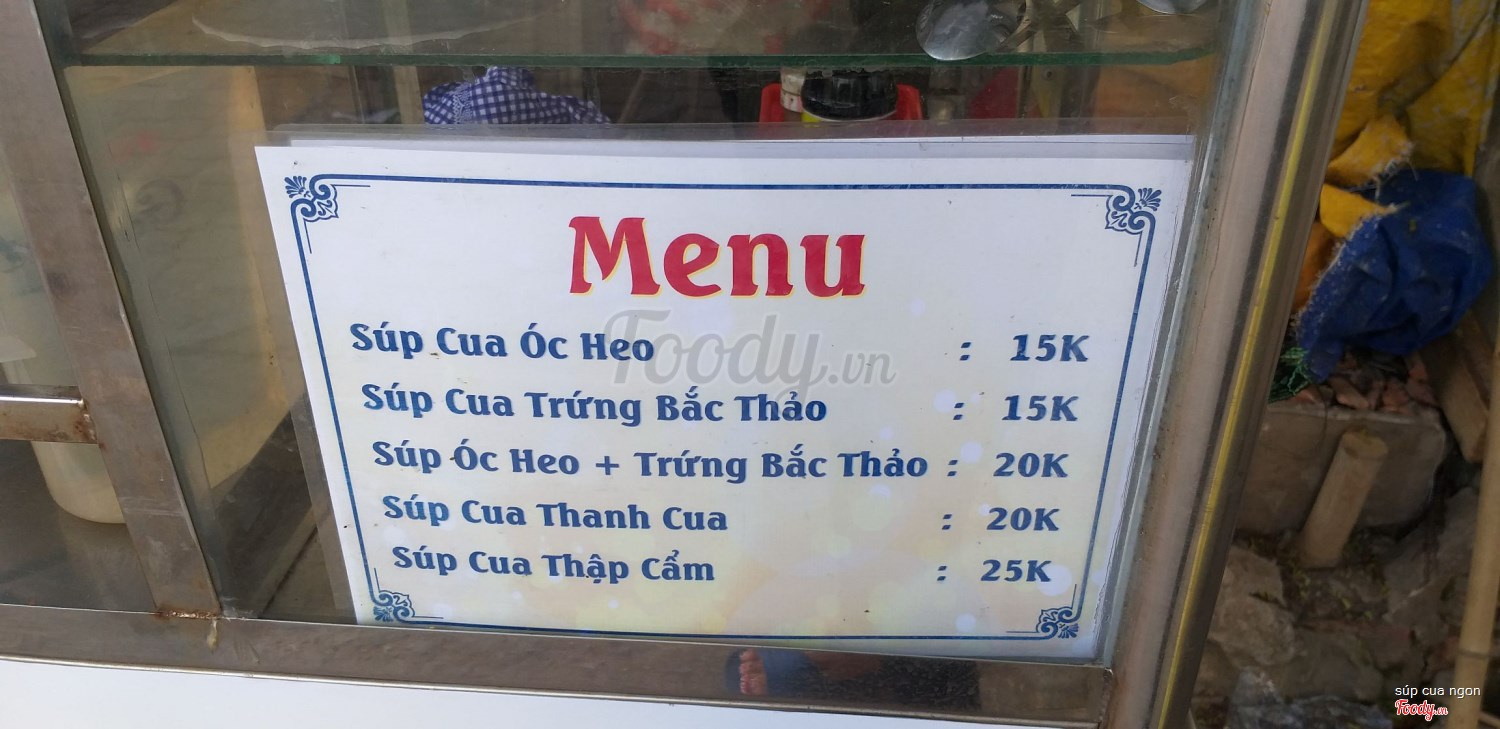 Menu
Súp Cua Óc Heo : 15K
Súp Cua Trứng Bắc Thảo : 15K
Súp Óc Heo + Trứng Bắc Thảo : 20K
Súp Cua Thanh Cua : 20K
Súp Cua Thập Cẩm : 25K
Foody.vn
súp cua ngon
Foody.vn